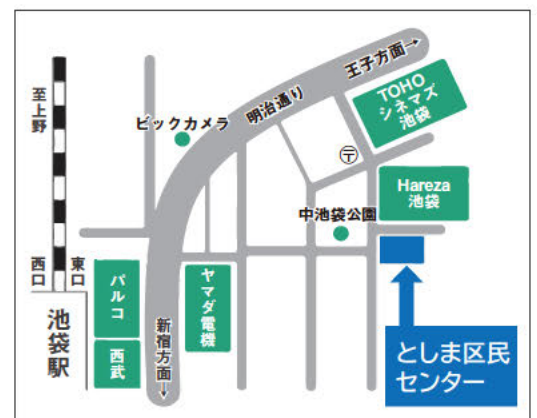 至上野
西口
東口
池袋駅
パルコ
西武
ビックカメラ
明治通り
王子方面→
新宿方面→
ヤマダ電機
中池袋公園
〒
TOHO
シネマズ
池袋
Hareza
池袋
としま区民
センター